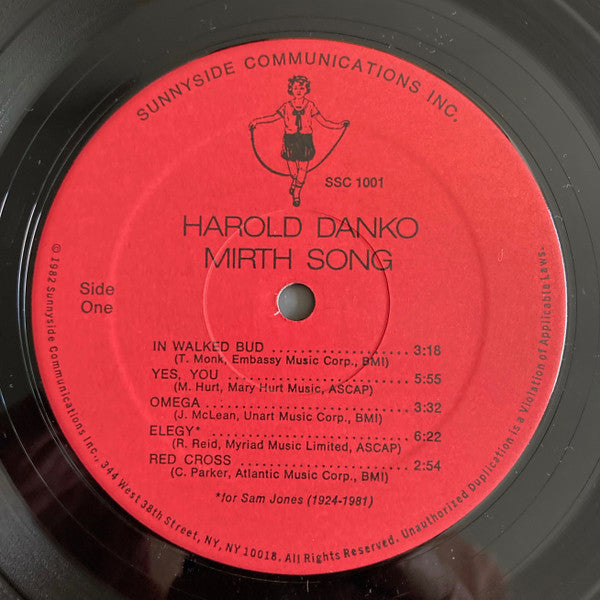 SUNNYSIDE COMMUNICATIONS INC.
SSC 1001
HAROLD DANKO
MIRTH SONG
Side
One
IN WALKED BUD ........................ 3:18
(T. Monk, Embassy Music Corp., BMI)
YES, YOU ........................ 5:55
(M. Hurt, Mary Hurt Music, ASCAP)
OMEGA ........................ 3:32
(J. McLean, Unart Music Corp., BMI)
ELEGY* ........................ 6:22
(R. Reid, Myriad Music Limited, ASCAP)
RED CROSS ........................ 2:54
(C. Parker, Atlantic Music Corp., BMI)
*for Sam Jones (1924-1981)
© 1982 Sunnyside Communications Inc., 344 West 38th Street, NY, NY 10018. All Rights Reserved. Unauthorized Duplication is a Violation of Applicable Laws.